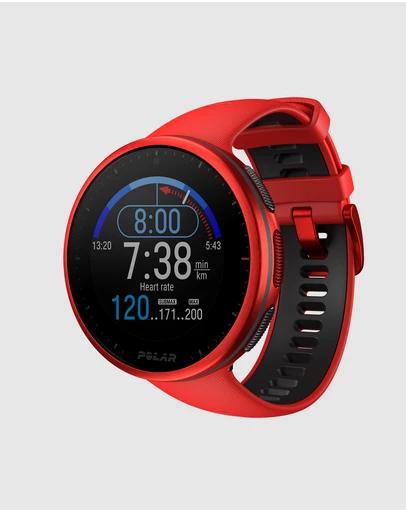 8:00
13:20 5:43
7:38 min km
Heart rate
SUBMAX MAX
120..171..200
POLAR